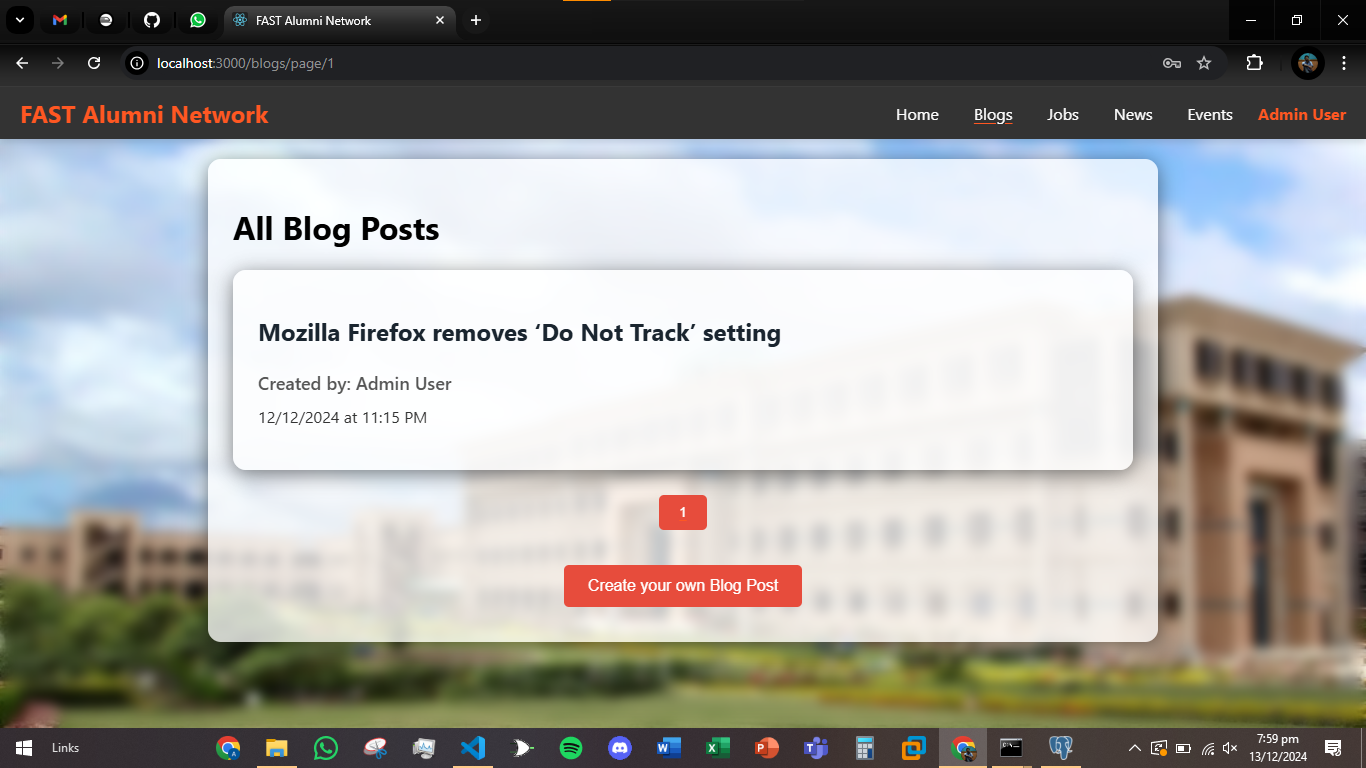 FAST Alumni Network
localhost:3000/blogs/page/1
FAST Alumni Network
Home
Blogs
Jobs
News
Events
Admin User
All Blog Posts
Mozilla Firefox removes ‘Do Not Track’ setting
Created by: Admin User
12/12/2024 at 11:15 PM
1
Create your own Blog Post
Links
7:59 pm
13/12/2024